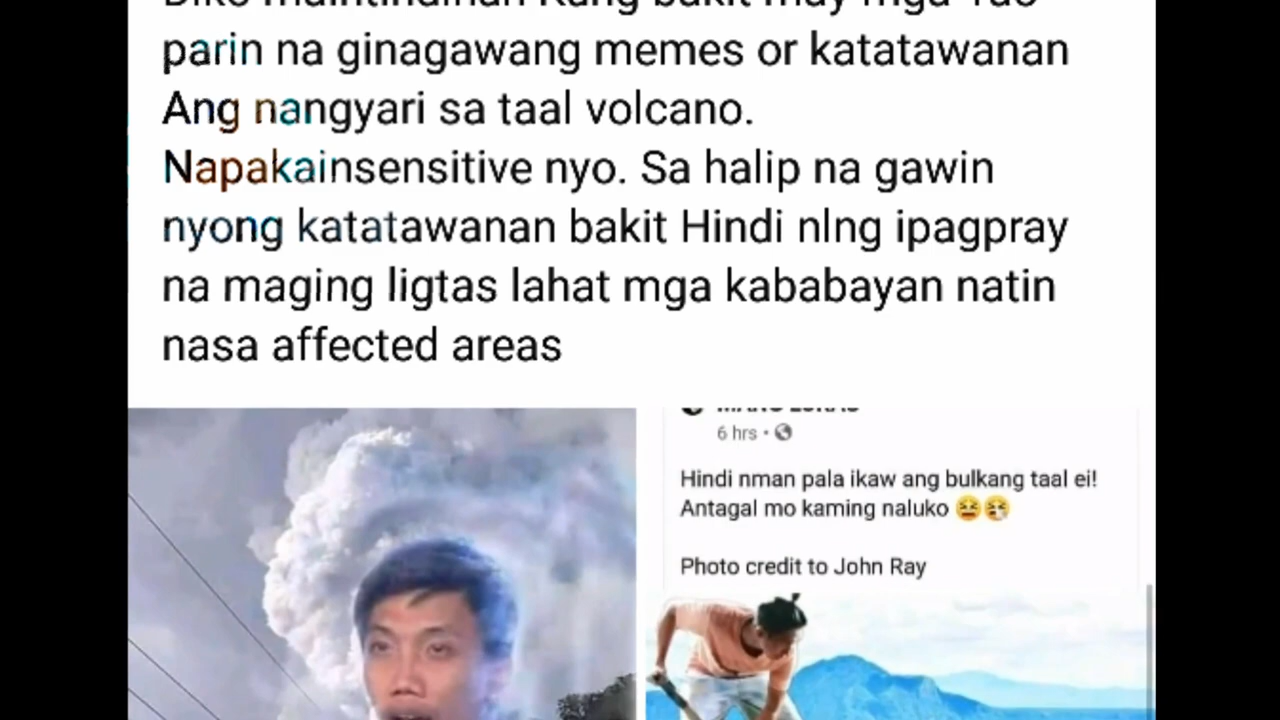 parin na ginagawang memes or katatawanan
Ang nangyari sa taal volcano.
Napakainsensitive nyo. Sa halip na gawin
nyong katatawanan bakit Hindi nlng ipagpray
na maging ligtas lahat mga kababayan natin
nasa affected areas
6 hrs •
Hindi nman pala ikaw ang bulkang taal ei!
Antagal mo kaming naluko 😆🤧
Photo credit to John Ray